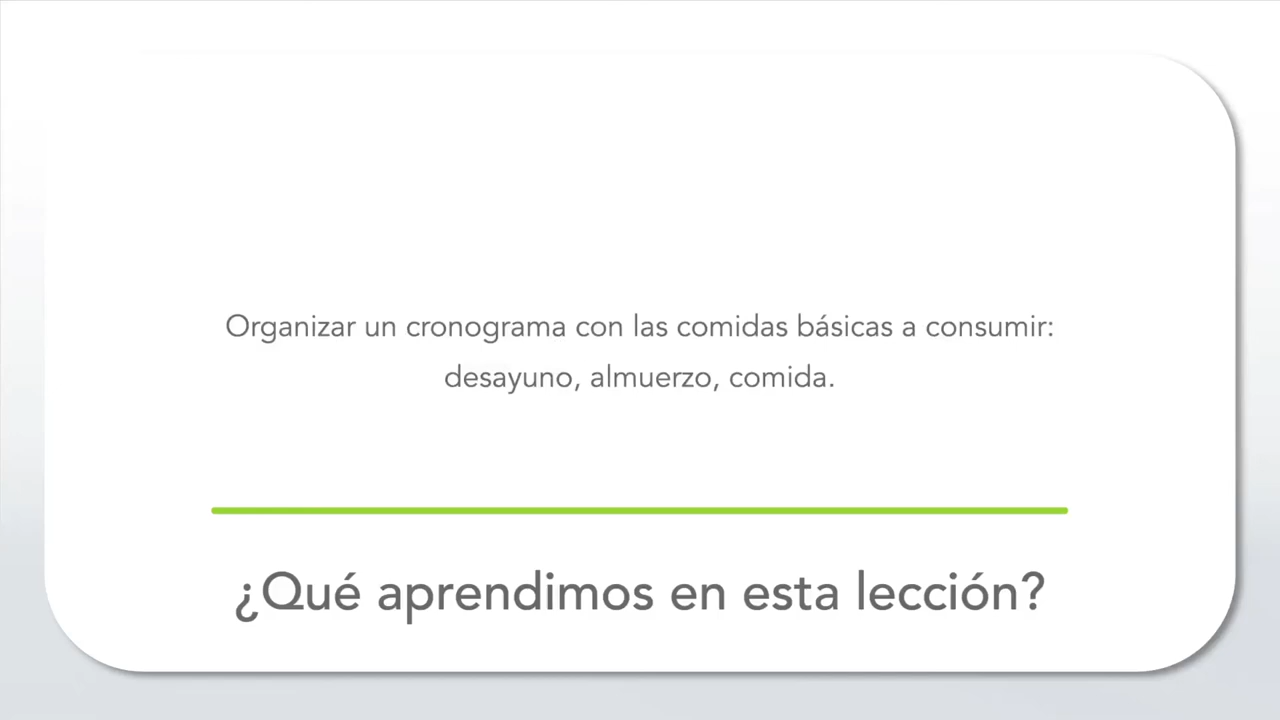 Organizar un cronograma con las comidas básicas a consumir:
desayuno, almuerzo, comida.
¿Qué aprendimos en esta lección?